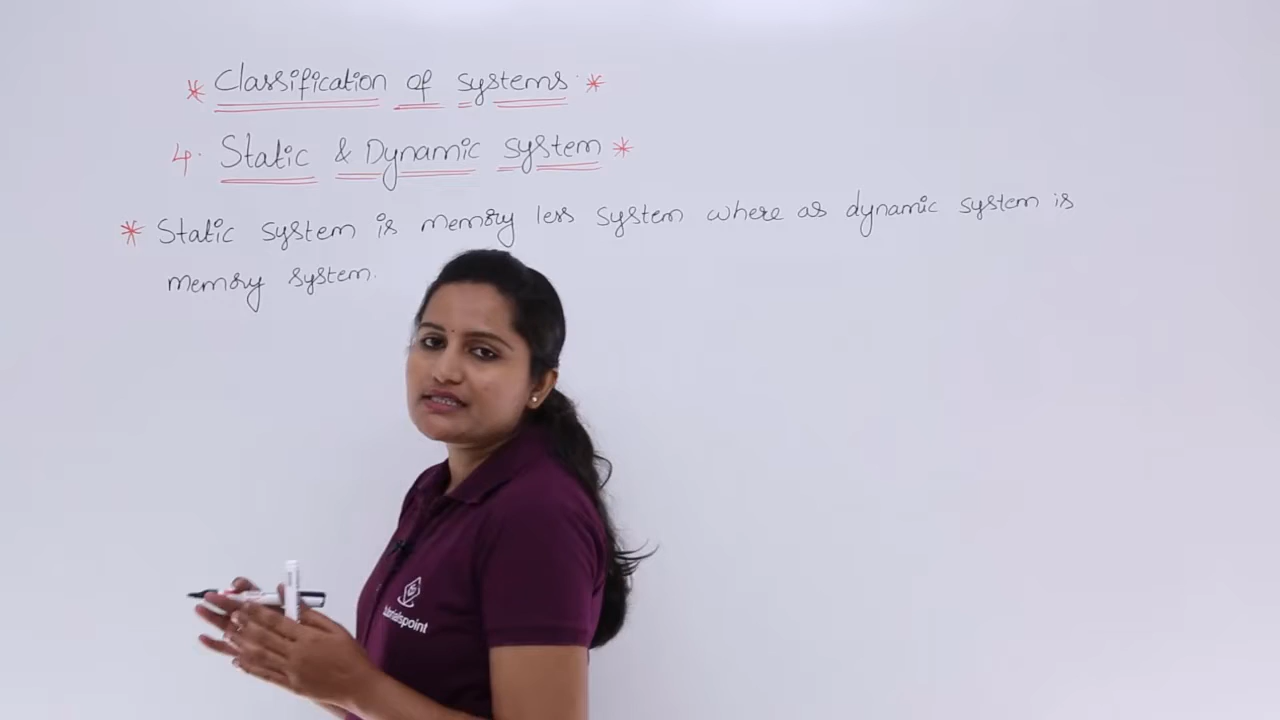 * Classification of systems. *
4. Static & Dynamic system *
* Static system is memory less system where as dynamic system is
memory system.
tutorialspoint